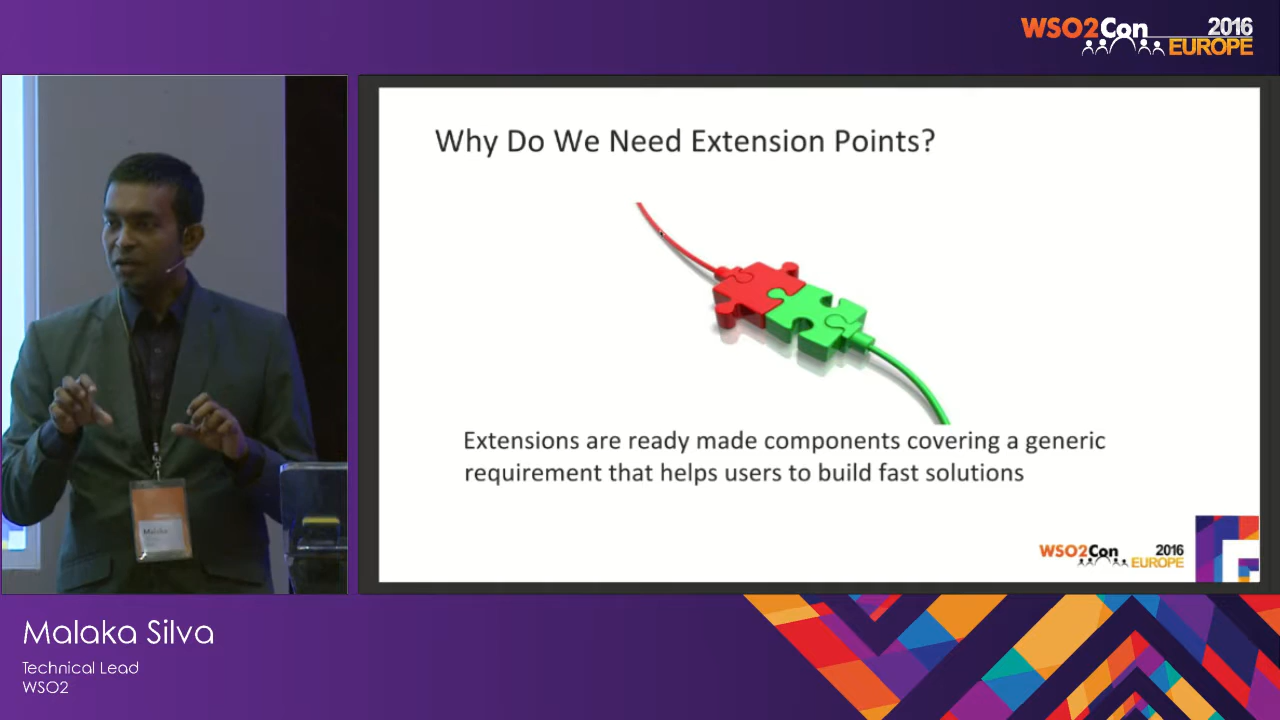 WSO2Con 2016
EUROPE
Why Do We Need Extension Points?
Extensions are ready made components covering a generic
requirement that helps users to build fast solutions
WSO2Con 2016
EUROPE
Malaka
Malaka Silva
Technical Lead
WSO2